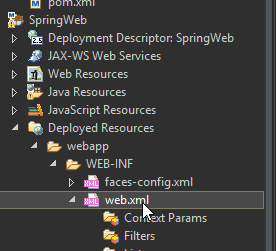 pom.xml
SpringWeb
Deployment Descriptor: SpringWeb
JAX-WS Web Services
Web Resources
Java Resources
JavaScript Resources
Deployed Resources
webapp
WEB-INF
faces-config.xml
web.xml
Context Params
Filters